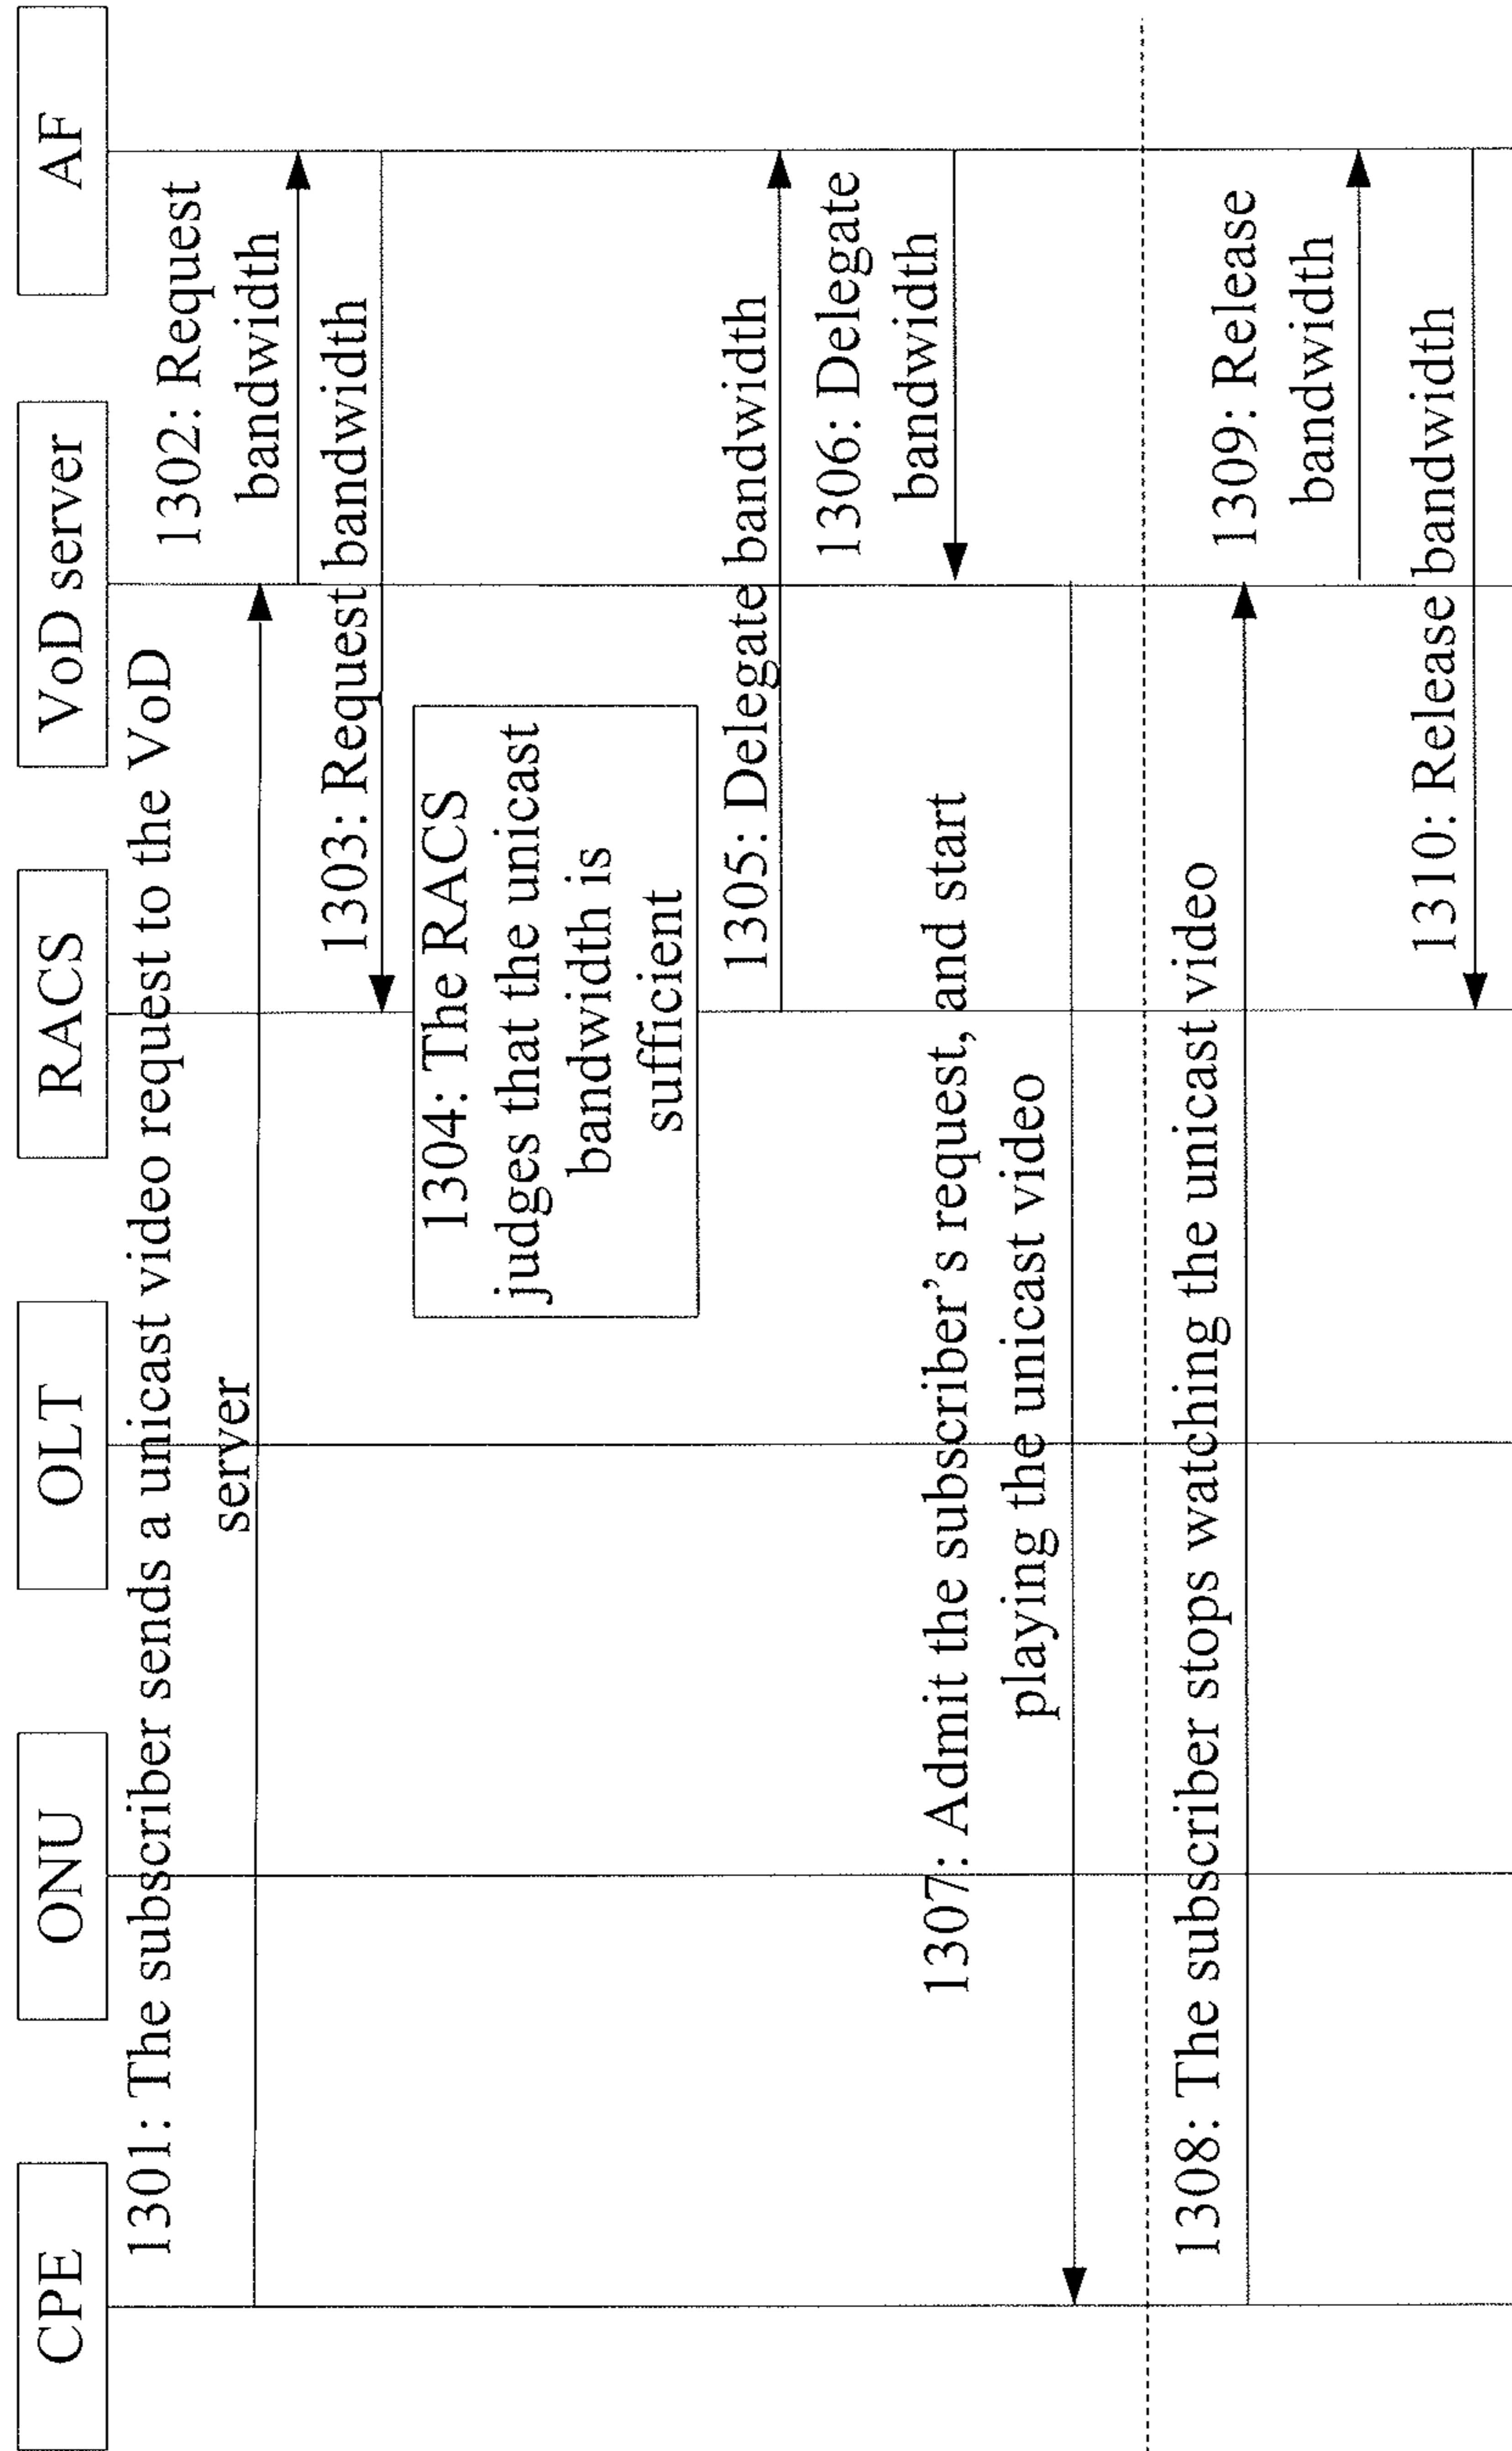 CPE
ONU
OLT
RACS
VoD server
AF
1301: The subscriber sends a unicast video request to the VoD
server
1302: Request
bandwidth
1303: Request bandwidth
1304: The RACS
judges that the unicast
bandwidth is
sufficient
1305: Delegate bandwidth
1306: Delegate
bandwidth
1307: Admit the subscriber's request, and start
playing the unicast video
1308: The subscriber stops watching the unicast video
1309: Release
bandwidth
1310: Release bandwidth